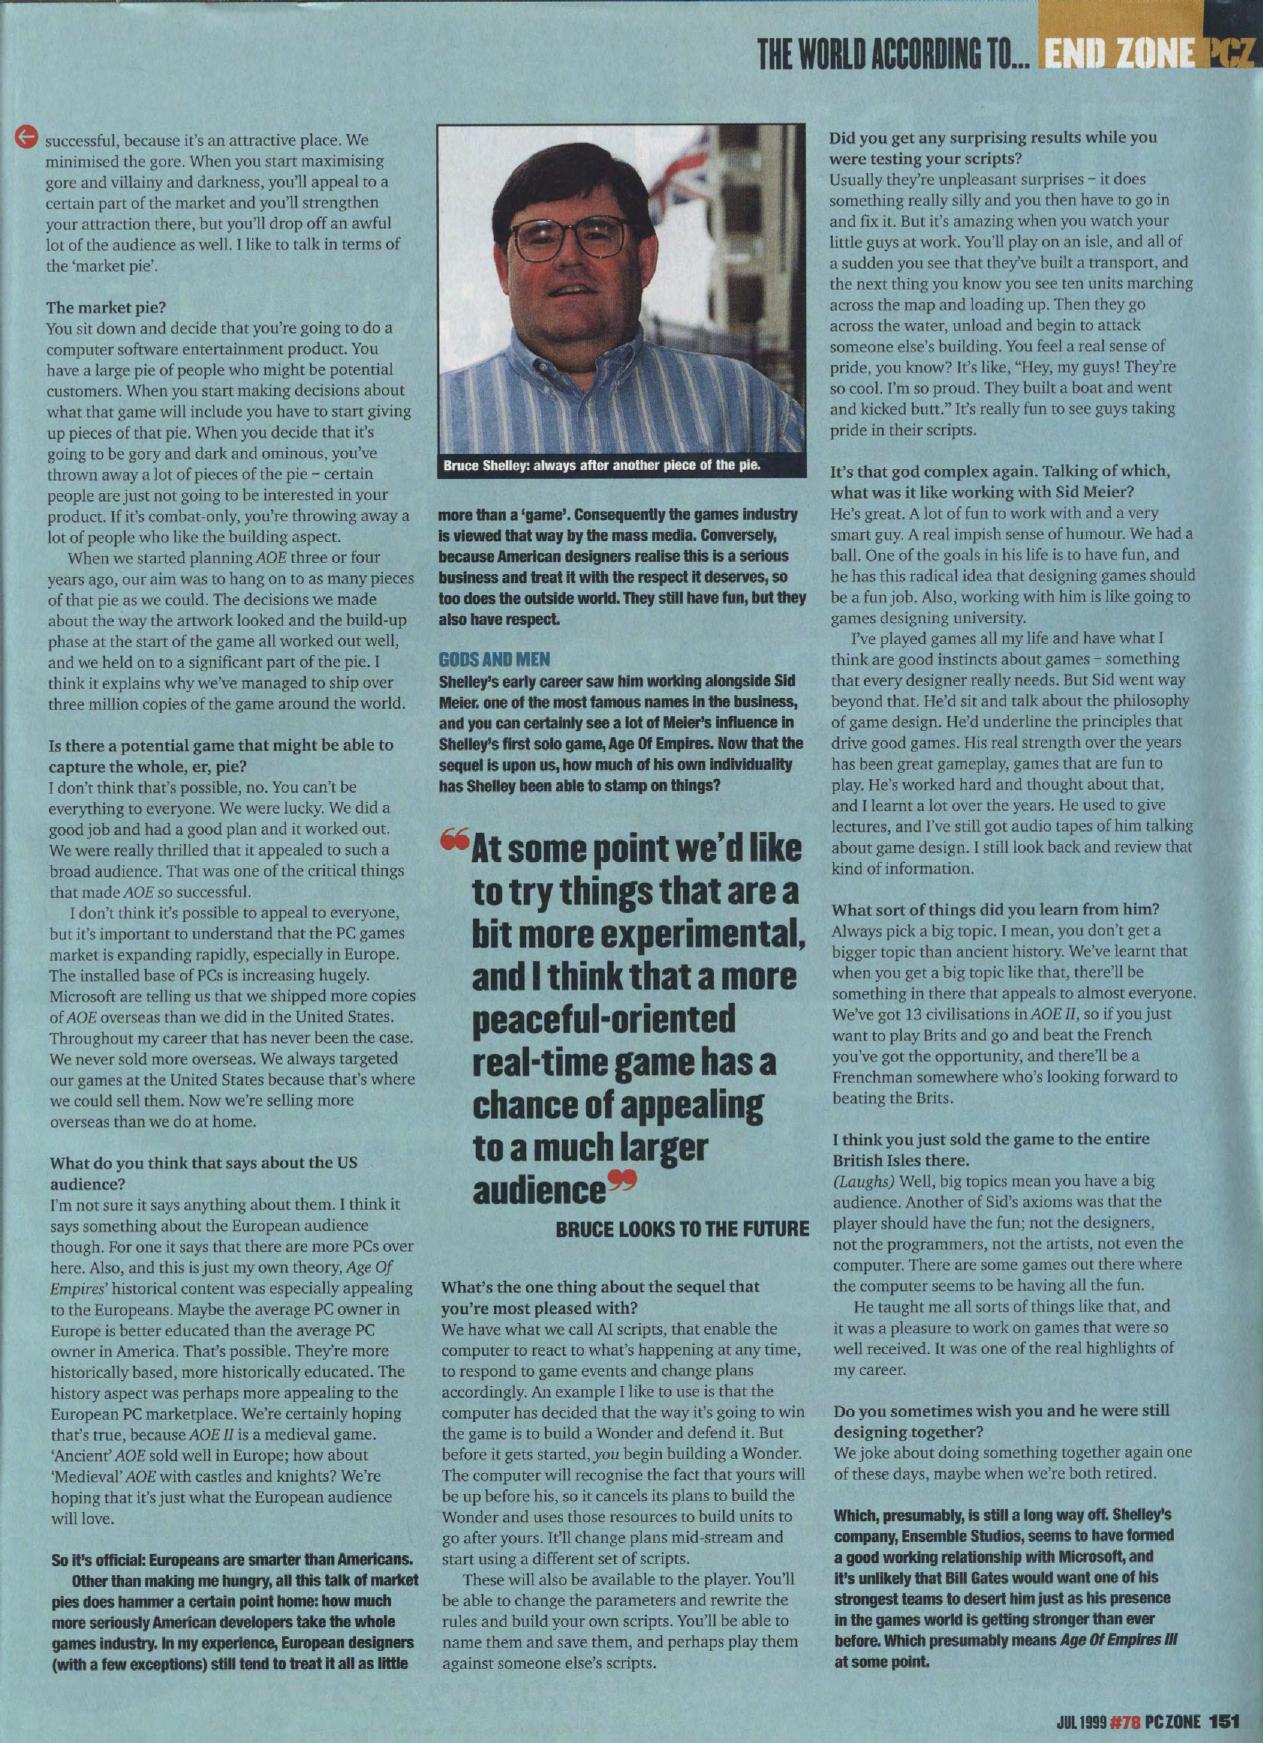 THE WORLD ACCORDING TO... END ZONE PCZ
successful, because it's an attractive place. We
minimised the gore. When you start maximising
gore and villainy and darkness, you'll appeal to a
certain part of the market and you'll strengthen
your attraction there, but you'll drop off an awful
lot of the audience as well. I like to talk in terms of
the 'market pie'.
The market pie?
You sit down and decide that you're going to do a
computer software entertainment product. You
have a large pie of people who might be potential
customers. When you start making decisions about
what that game will include you have to start giving
up pieces of that pie. When you decide that it's
going to be gory and dark and ominous, you've
thrown away a lot of pieces of the pie – certain
people are just not going to be interested in your
product. If it's combat-only, you're throwing away a
lot of people who like the building aspect.
When we started planning AOE three or four
years ago, our aim was to hang on to as many pieces
of that pie as we could. The decisions we made
about the way the artwork looked and the build-up
phase at the start of the game all worked out well,
and we held on to a significant part of the pie. I
think it explains why we've managed to ship over
three million copies of the game around the world.
Is there a potential game that might be able to
capture the whole, er, pie?
I don't think that's possible, no. You can't be
everything to everyone. We were lucky. We did a
good job and had a good plan and it worked out.
We were really thrilled that it appealed to such a
broad audience. That was one of the critical things
that made AOE so successful.
I don't think it's possible to appeal to everyone,
but it's important to understand that the PC games
market is expanding rapidly, especially in Europe.
The installed base of PCs is increasing hugely.
Microsoft are telling us that we shipped more copies
of AOE overseas than we did in the United States.
Throughout my career that has never been the case.
We never sold more overseas. We always targeted
our games at the United States because that's where
we could sell them. Now we're selling more
overseas than we do at home.
What do you think that says about the US
audience?
I'm not sure it says anything about them. I think it
says something about the European audience
though. For one it says that there are more PCs over
here. Also, and this is just my own theory, Age Of
Empires' historical content was especially appealing
to the Europeans. Maybe the average PC owner in
Europe is better educated than the average PC
owner in America. That's possible. They're more
historically based, more historically educated. The
history aspect was perhaps more appealing to the
European PC marketplace. We're certainly hoping
that's true, because AOE II is a medieval game.
'Ancient' AOE sold well in Europe; how about
'Medieval' AOE with castles and knights? We're
hoping that it's just what the European audience
will love.
So it's official: Europeans are smarter than Americans.
Other than making me hungry, all this talk of market
pies does hammer a certain point home: how much
more seriously American developers take the whole
games industry. In my experience, European designers
(with a few exceptions) still tend to treat it all as little
Bruce Shelley: always after another piece of the pie.
more than a 'game'. Consequently the games industry
is viewed that way by the mass media. Conversely,
because American designers realise this is a serious
business and treat it with the respect it deserves, so
too does the outside world. They still have fun, but they
also have respect.
GODS AND MEN
Shelley's early career saw him working alongside Sid
Meier, one of the most famous names in the business,
and you can certainly see a lot of Meier's influence in
Shelley's first solo game, Age Of Empires. Now that the
sequel is upon us, how much of his own individuality
has Shelley been able to stamp on things?
“At some point we'd like
to try things that are a
bit more experimental,
and I think that a more
peaceful-oriented
real-time game has a
chance of appealing
to a much larger
audience”
BRUCE LOOKS TO THE FUTURE
What's the one thing about the sequel that
you're most pleased with?
We have what we call AI scripts, that enable the
computer to react to what's happening at any time,
to respond to game events and change plans
accordingly. An example I like to use is that the
computer has decided that the way it's going to win
the game is to build a Wonder and defend it. But
before it gets started, you begin building a Wonder.
The computer will recognise the fact that yours will
be up before his, so it cancels its plans to build the
Wonder and uses those resources to build units to
go after yours. It'll change plans mid-stream and
start using a different set of scripts.
These will also be available to the player. You'll
be able to change the parameters and rewrite the
rules and build your own scripts. You'll be able to
name them and save them, and perhaps play them
against someone else's scripts.
Did you get any surprising results while you
were testing your scripts?
Usually they're unpleasant surprises – it does
something really silly and you then have to go in
and fix it. But it's amazing when you watch your
little guys at work. You'll play on an isle, and all of
a sudden you see that they've built a transport, and
the next thing you know you see ten units marching
across the map and loading up. Then they go
across the water, unload and begin to attack
someone else's building. You feel a real sense of
pride, you know? It's like, “Hey, my guys! They're
so cool. I'm so proud. They built a boat and went
and kicked butt.” It's really fun to see guys taking
pride in their scripts.
It's that god complex again. Talking of which,
what was it like working with Sid Meier?
He's great. A lot of fun to work with and a very
smart guy. A real impish sense of humour. We had a
ball. One of the goals in his life is to have fun, and
he has this radical idea that designing games should
be a fun job. Also, working with him is like going to
games designing university.
I've played games all my life and have what I
think are good instincts about games – something
that every designer really needs. But Sid went way
beyond that. He'd sit and talk about the philosophy
of game design. He'd underline the principles that
drive good games. His real strength over the years
has been great gameplay, games that are fun to
play. He's worked hard and thought about that,
and I learnt a lot over the years. He used to give
lectures, and I've still got audio tapes of him talking
about game design. I still look back and review that
kind of information.
What sort of things did you learn from him?
Always pick a big topic. I mean, you don't get a
bigger topic than ancient history. We've learnt that
when you get a big topic like that, there'll be
something in there that appeals to almost everyone.
We've got 13 civilisations in AOE II, so if you just
want to play Brits and go and beat the French
you've got the opportunity, and there'll be a
Frenchman somewhere who's looking forward to
beating the Brits.
I think you just sold the game to the entire
British Isles there.
(Laughs) Well, big topics mean you have a big
audience. Another of Sid's axioms was that the
player should have the fun; not the designers,
not the programmers, not the artists, not even the
computer. There are some games out there where
the computer seems to be having all the fun.
He taught me all sorts of things like that, and
it was a pleasure to work on games that were so
well received. It was one of the real highlights of
my career.
Do you sometimes wish you and he were still
designing together?
We joke about doing something together again one
of these days, maybe when we're both retired.
Which, presumably, is still a long way off. Shelley's
company, Ensemble Studios, seems to have formed
a good working relationship with Microsoft, and
it's unlikely that Bill Gates would want one of his
strongest teams to desert him just as his presence
in the games world is getting stronger than ever
before. Which presumably means Age Of Empires III
at some point.
JUL 1999 #78 PC ZONE 151